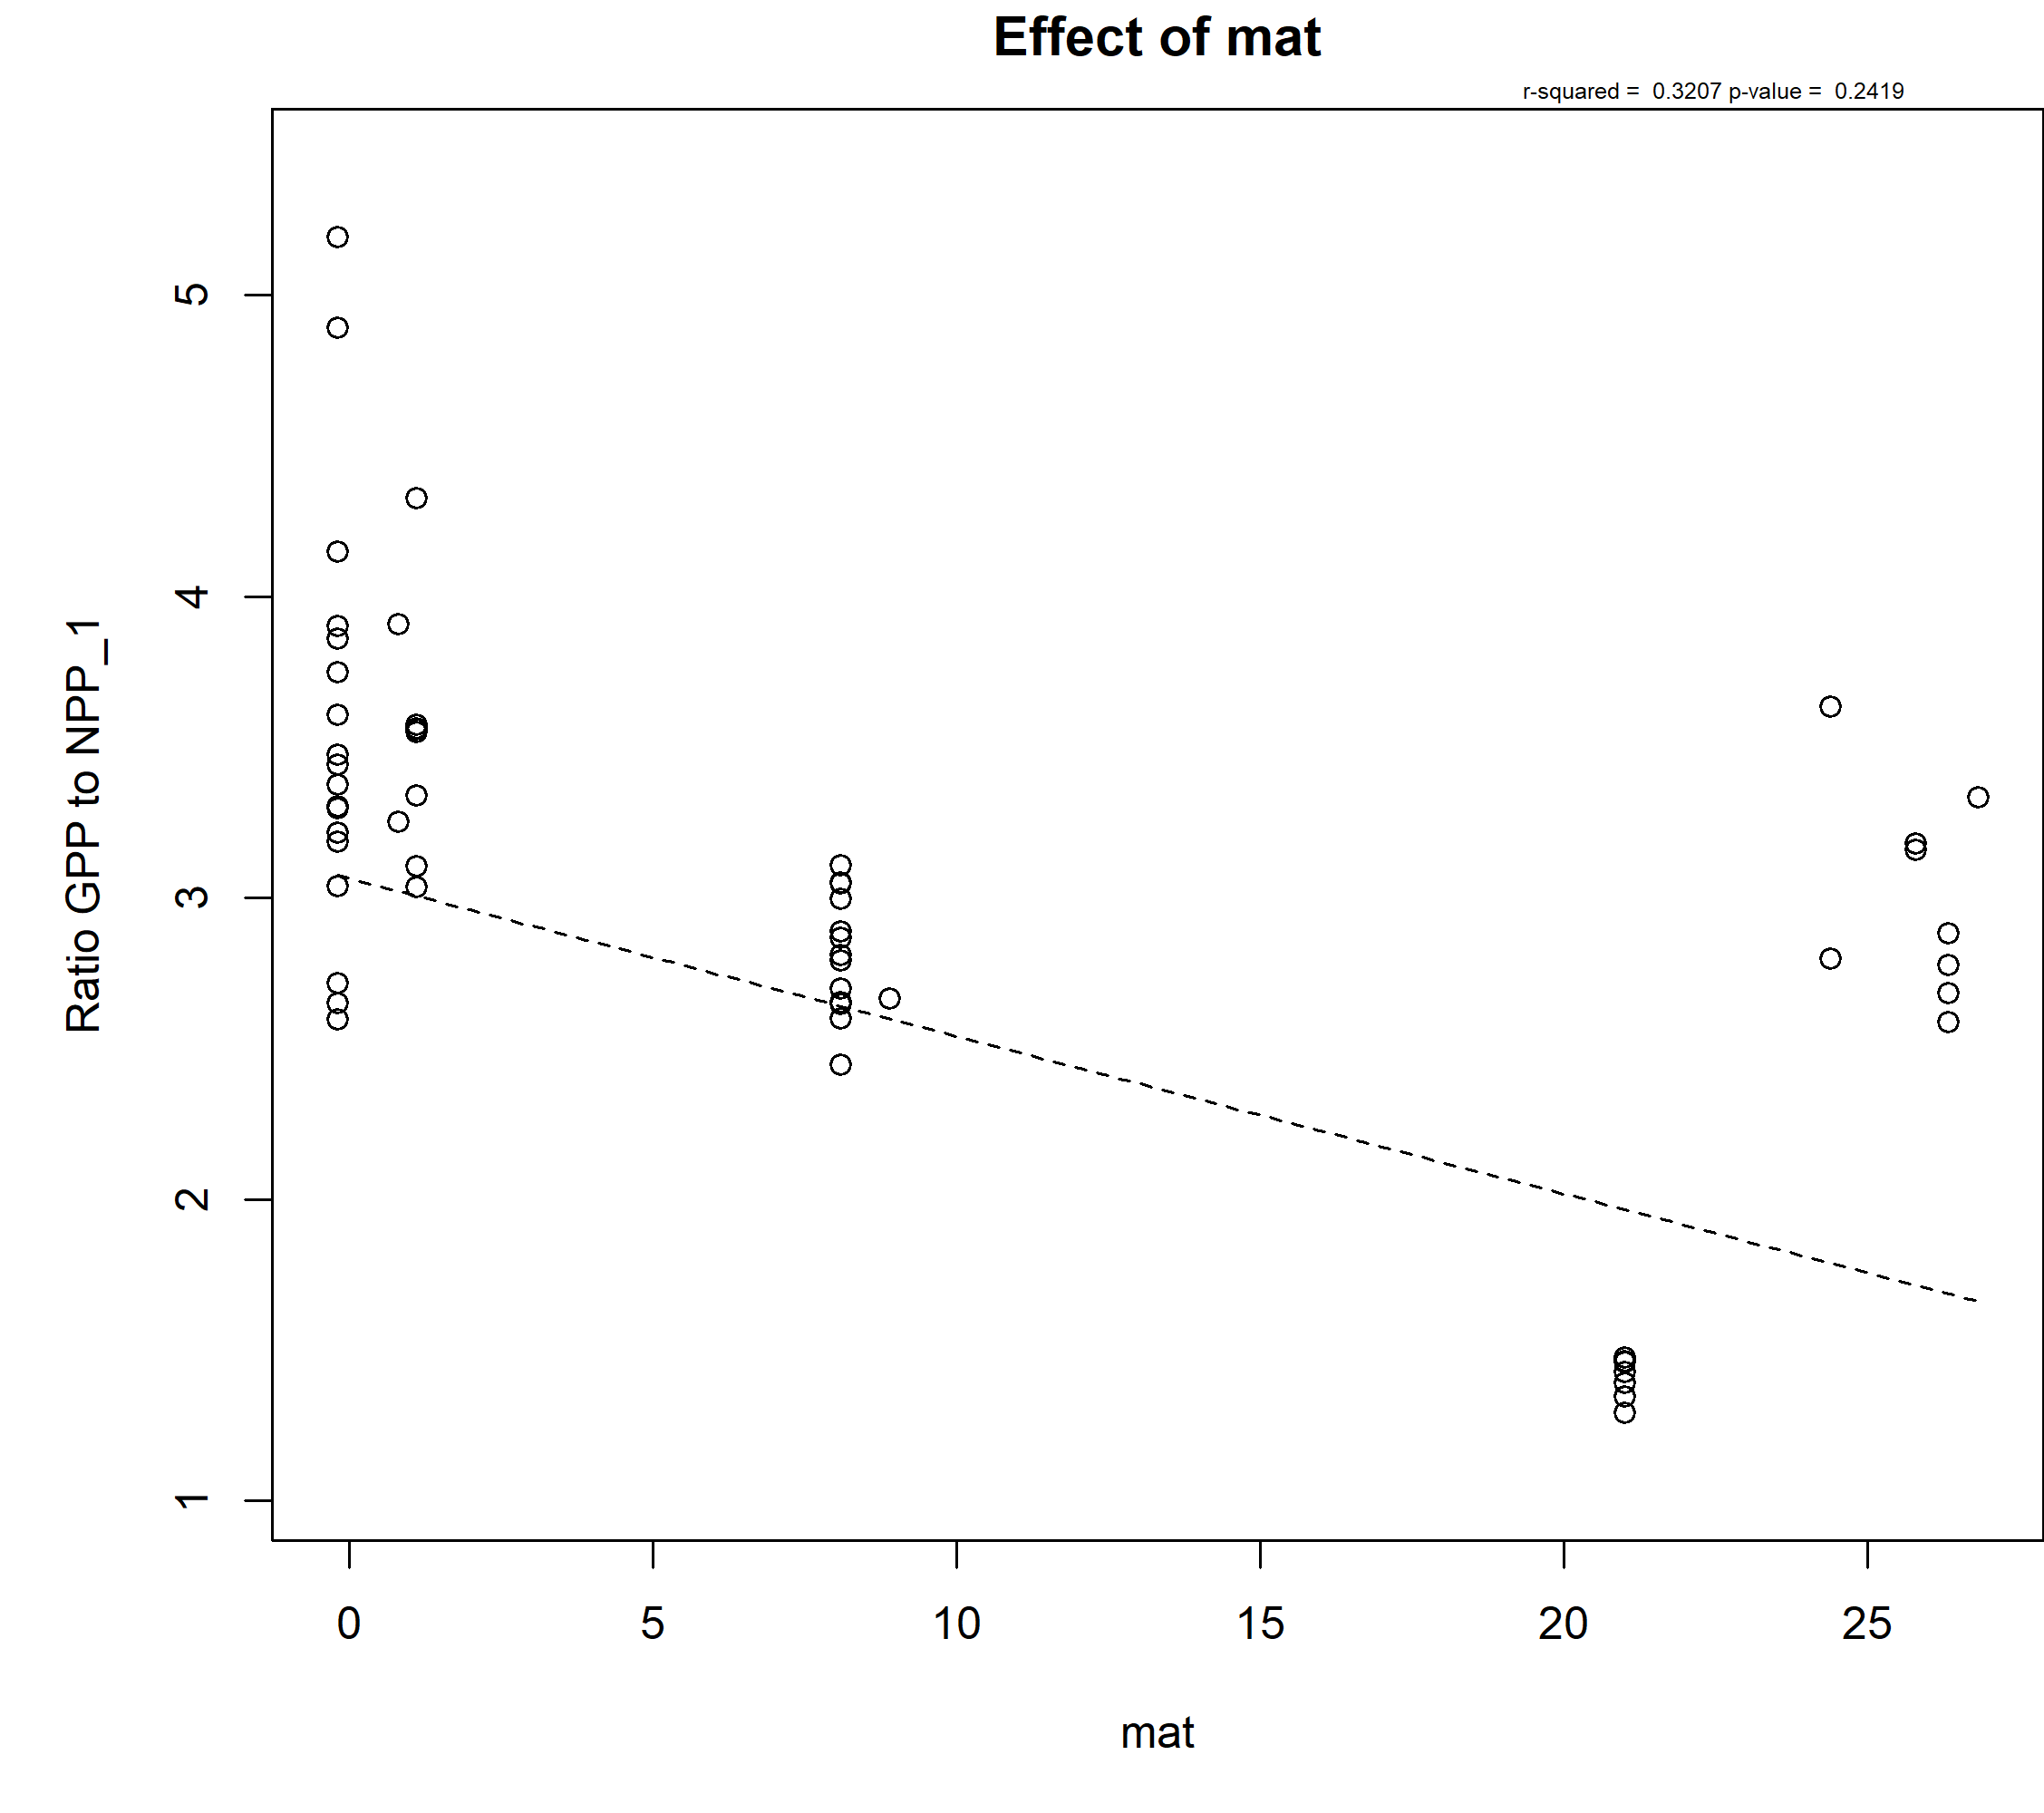 Effect of mat
r-squared =  0.3207 p-value =  0.2419
Ratio GPP to NPP_1
5
4
3
2
1
0 5 10 15 20 25
mat